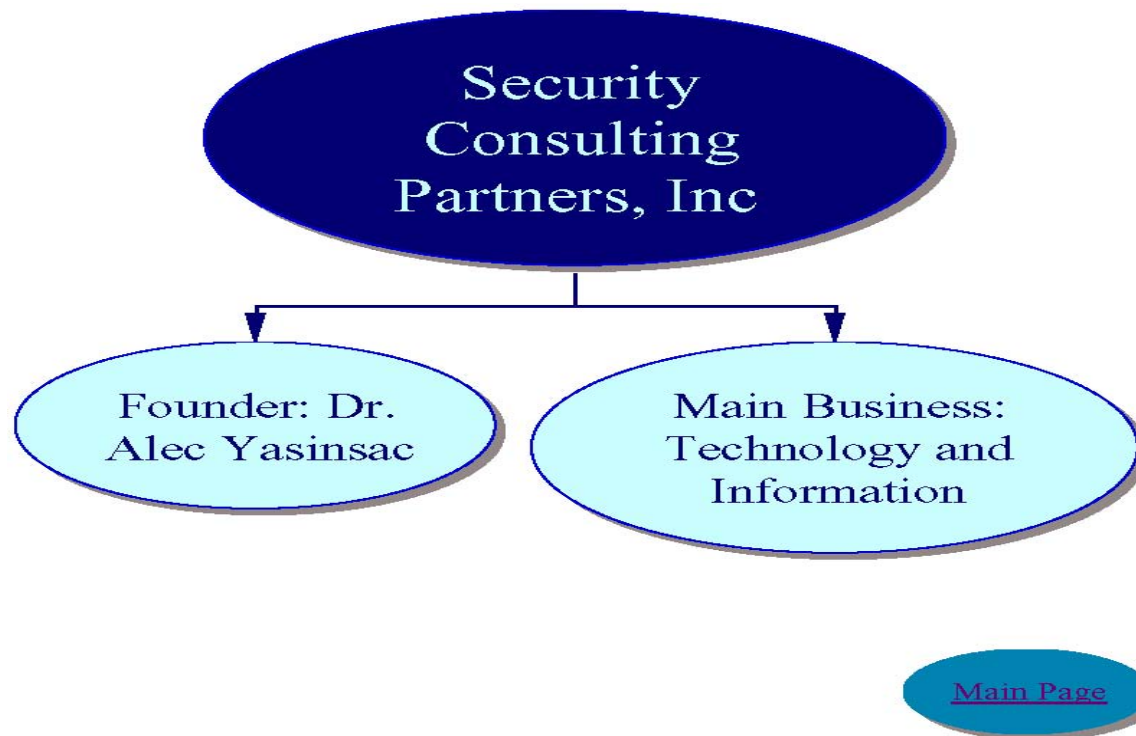 Security
Consulting
Partners, Inc
Founder: Dr.
Alec Yasinsac
Main Business:
Technology and
Information
Main Page